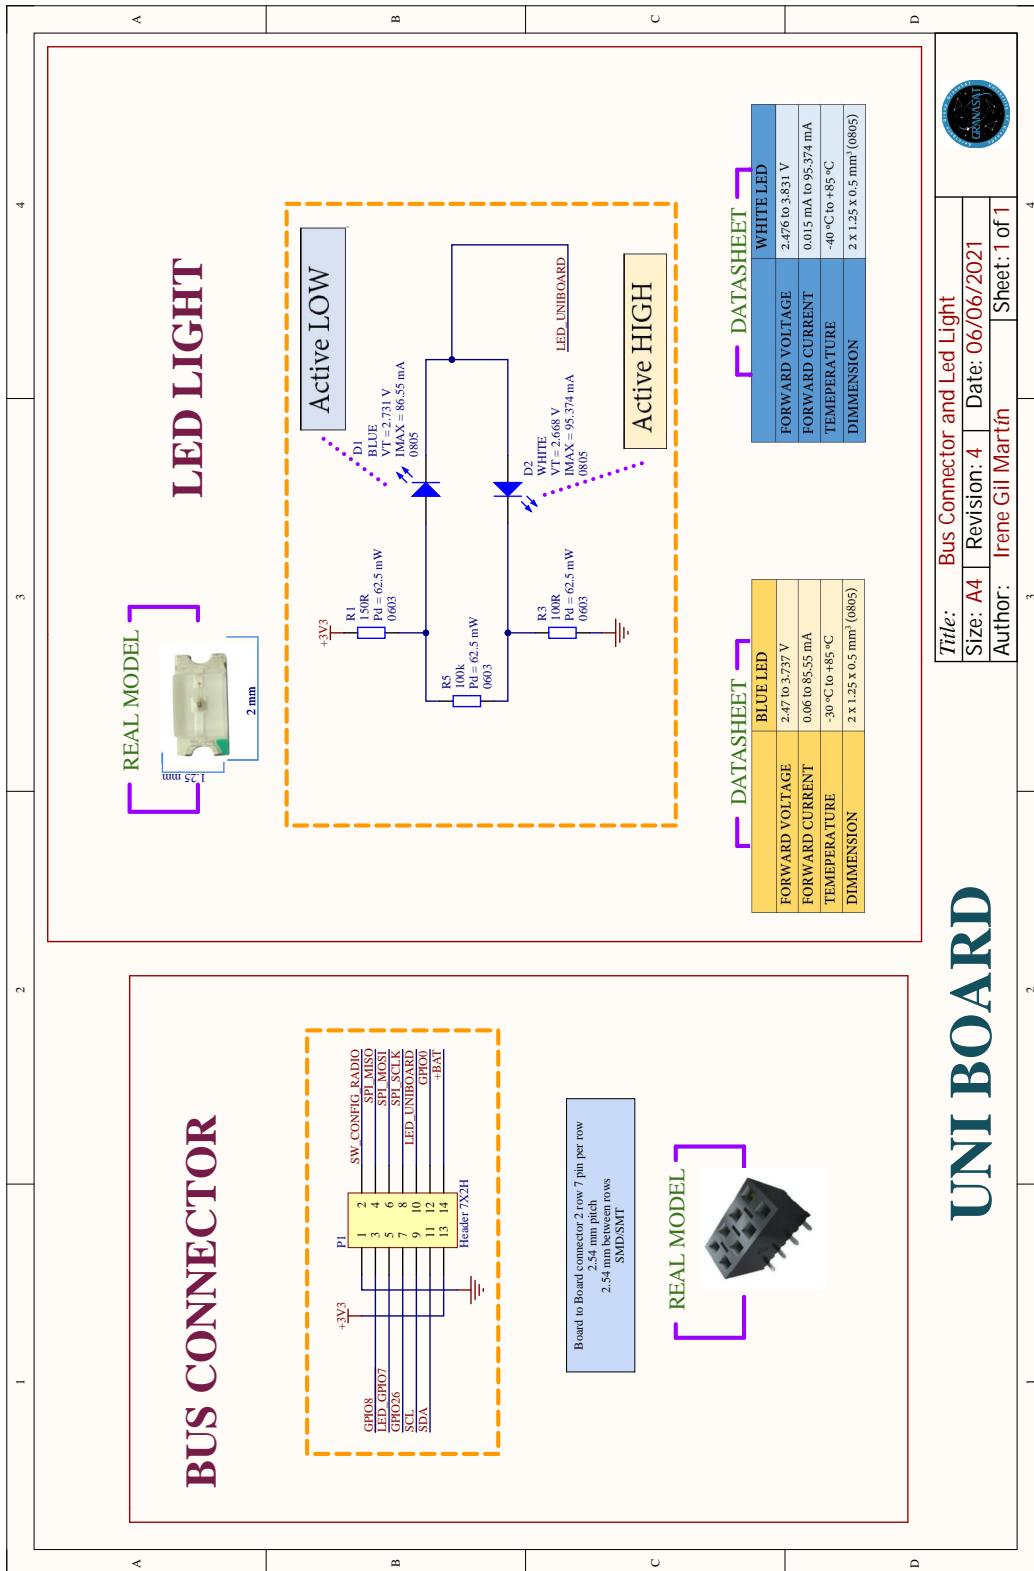 1
2
3
4
A
B
C
D
BUS CONNECTOR
GPIO8
LED_GPIO7
GPIO26
SCL
SDA
+3V3
P1
1 2
3 4
5 6
7 8
9 10
11 12
13 14
Header 7X2H
SW_CONFIG_RADIO
SPI_MISO
SPI_MOSI
SPI_SCLK
LED_UNIBOARD
GPIO0
+BAT
Board to Board connector 2 row 7 pin per row
2.54 mm pitch
2.54 mm between rows
SMD/SMT
REAL MODEL
LED LIGHT
REAL MODEL
1.25 mm
2 mm
+3V3
R1
150R
Pd = 62.5 mW
0603
R5
100k
Pd = 62.5 mW
0603
R3
100R
Pd = 62.5 mW
0603
D1
BLUE
VT = 2.731 V
IMAX = 86.55 mA
0805
D2
WHITE
VT = 2.668 V
IMAX = 95.374 mA
0805
Active LOW
LED_UNIBOARD
Active HIGH
DATASHEET
BLUE LED
FORWARD VOLTAGE 2.47 to 3.737 V
FORWARD CURRENT 0.06 to 85.55 mA
TEMEPERATURE -30 ºC to +85 ºC
DIMMENSION 2 x 1.25 x 0.5 mm³ (0805)
DATASHEET
WHITE LED
FORWARD VOLTAGE 2.476 to 3.831 V
FORWARD CURRENT 0.015 mA to 95.374 mA
TEMEPERATURE -40 ºC to +85 ºC
DIMMENSION 2 x 1.25 x 0.5 mm³ (0805)
UNI BOARD
Title: Bus Connector and Led Light
Size: A4 Revision: 4 Date: 06/06/2021
Author: Irene Gil Martín Sheet: 1 of 1
GRANASAT
A
B
C
D
1
2
3
4